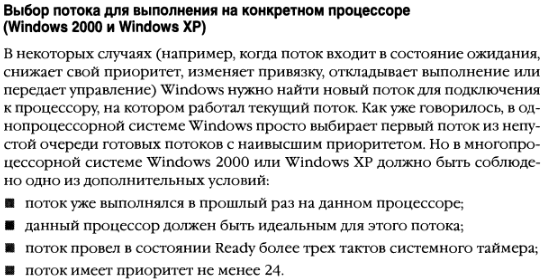 Выбор потока для выполнения на конкретном процессоре
(Windows 2000 и Windows XP)
В некоторых случаях (например, когда поток входит в состояние ожидания,
снижает свой приоритет, изменяет привязку, откладывает выполнение или
передает управление) Windows нужно найти новый поток для подключения
к процессору, на котором работал текущий поток. Как уже говорилось, в од-
нопроцессорной системе Windows просто выбирает первый поток из непу-
стой очереди готовых потоков с наивысшим приоритетом. Но в многопро-
цессорной системе Windows 2000 или Windows XP должно быть соблюде-
но одно из дополнительных условий:
■ поток уже выполнялся в прошлый раз на данном процессоре;
■ данный процессор должен быть идеальным для этого потока;
■ поток провел в состоянии Ready более трех тактов системного таймера;
■ поток имеет приоритет не менее 24.